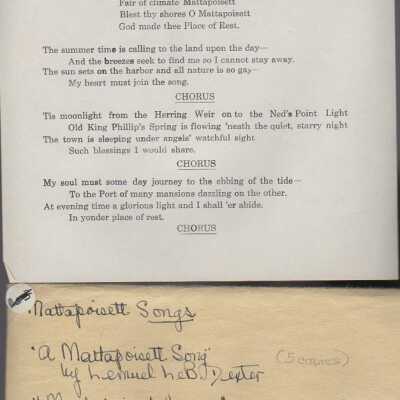 Fair of climate Mattapoisett
Blest thy shores O Mattapoisett
God made thee Place of Rest.
The summer time is calling to the land upon the day—
And the breezes seek to find me so I cannot stay away.
The sun sets on the harbor and all nature is so gay—
My heart must join the song.
CHORUS
Tis moonlight from the Herring Weir on to the Ned's Point Light
Old King Phillip's Spring is flowing 'neath the quiet, starry night
The town is sleeping under angels' watchful sight
Such blessings I would share.
CHORUS
My soul must some day journey to the ebbing of the tide—
To the Port of many mansions dazzling on the other.
At evening time a glorious light and I shall 'er abide.
In yonder place of rest.
CHORUS
Mattapoisett Songs
"A Mattapoisett Song"
by Lemuel LeB. Dexter
(5 copies)